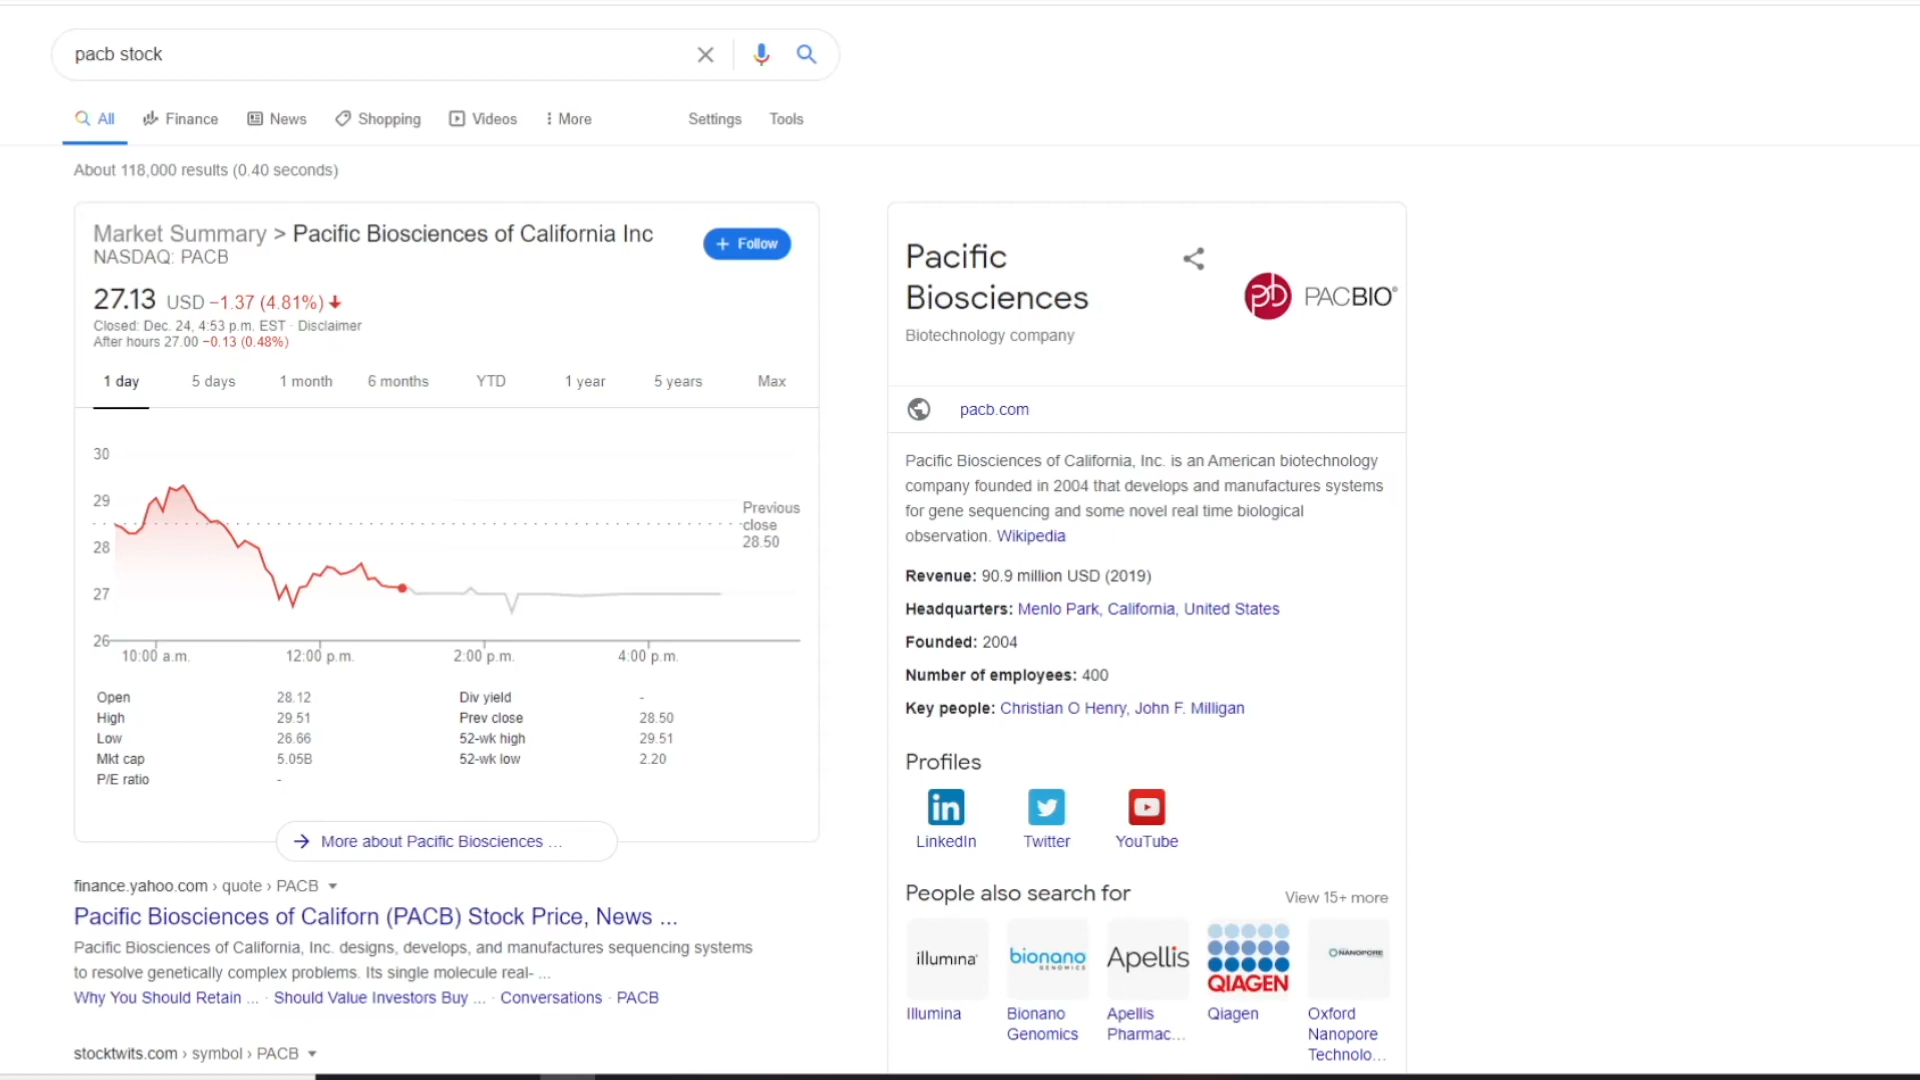 pacb stock
All Finance News Shopping Videos More Settings Tools
About 118,000 results (0.40 seconds)
Market Summary > Pacific Biosciences of California Inc
NASDAQ: PACB
+ Follow
27.13 USD −1.37 (4.81%)
Closed: Dec. 24, 4:53 p.m. EST · Disclaimer
After hours 27.00 −0.13 (0.48%)
1 day 5 days 1 month 6 months YTD 1 year 5 years Max
30
29
28
27
26
Previous
close
28.50
10:00 a.m. 12:00 p.m. 2:00 p.m. 4:00 p.m.
Open 28.12 Div yield -
High 29.51 Prev close 28.50
Low 26.66 52-wk high 29.51
Mkt cap 5.05B 52-wk low 2.20
P/E ratio -
More about Pacific Biosciences ...
finance.yahoo.com › quote › PACB
Pacific Biosciences of Californ (PACB) Stock Price, News ...
Pacific Biosciences of California, Inc. designs, develops, and manufactures sequencing systems
to resolve genetically complex problems. Its single molecule real- ...
Why You Should Retain ... · Should Value Investors Buy ... · Conversations · PACB
stocktwits.com › symbol › PACB
Pacific
Biosciences
Biotechnology company
PACBIO®
pacb.com
Pacific Biosciences of California, Inc. is an American biotechnology
company founded in 2004 that develops and manufactures systems
for gene sequencing and some novel real time biological
observation. Wikipedia
Revenue: 90.9 million USD (2019)
Headquarters: Menlo Park, California, United States
Founded: 2004
Number of employees: 400
Key people: Christian O Henry, John F. Milligan
Profiles
LinkedIn Twitter YouTube
People also search for View 15+ more
illumina bionano GENOMICS Apellis QIAGEN NANOPORE
Illumina Bionano Apellis Qiagen Oxford
Genomics Pharmac... Nanopore
Technolo...